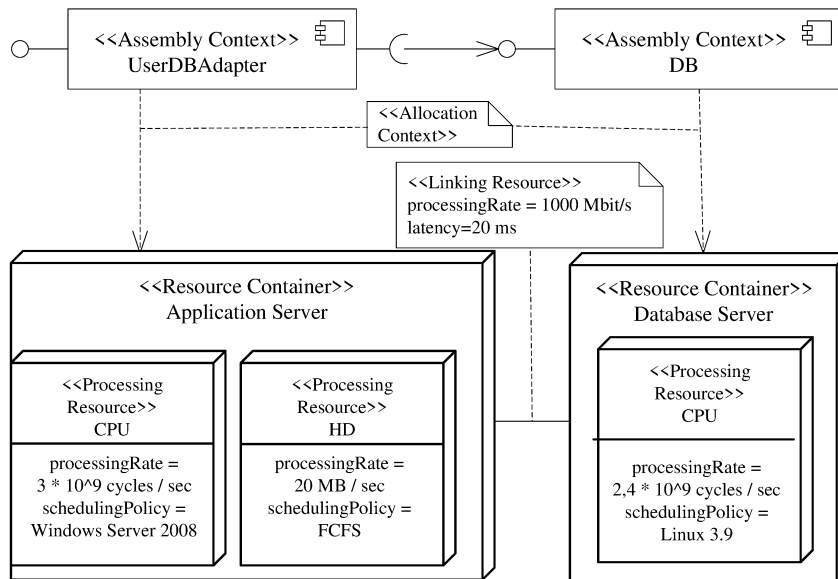 <<Assembly Context>>
UserDBAdapter
<<Assembly Context>>
DB
<<Allocation
Context>>
<<Linking Resource>>
processingRate = 1000 Mbit/s
latency=20 ms
<<Resource Container>>
Application Server
<<Processing
Resource>>
CPU
processingRate =
3 * 10^9 cycles / sec
schedulingPolicy =
Windows Server 2008
<<Processing
Resource>>
HD
processingRate =
20 MB / sec
schedulingPolicy =
FCFS
<<Resource Container>>
Database Server
<<Processing
Resource>>
CPU
processingRate =
2,4 * 10^9 cycles / sec
schedulingPolicy =
Linux 3.9